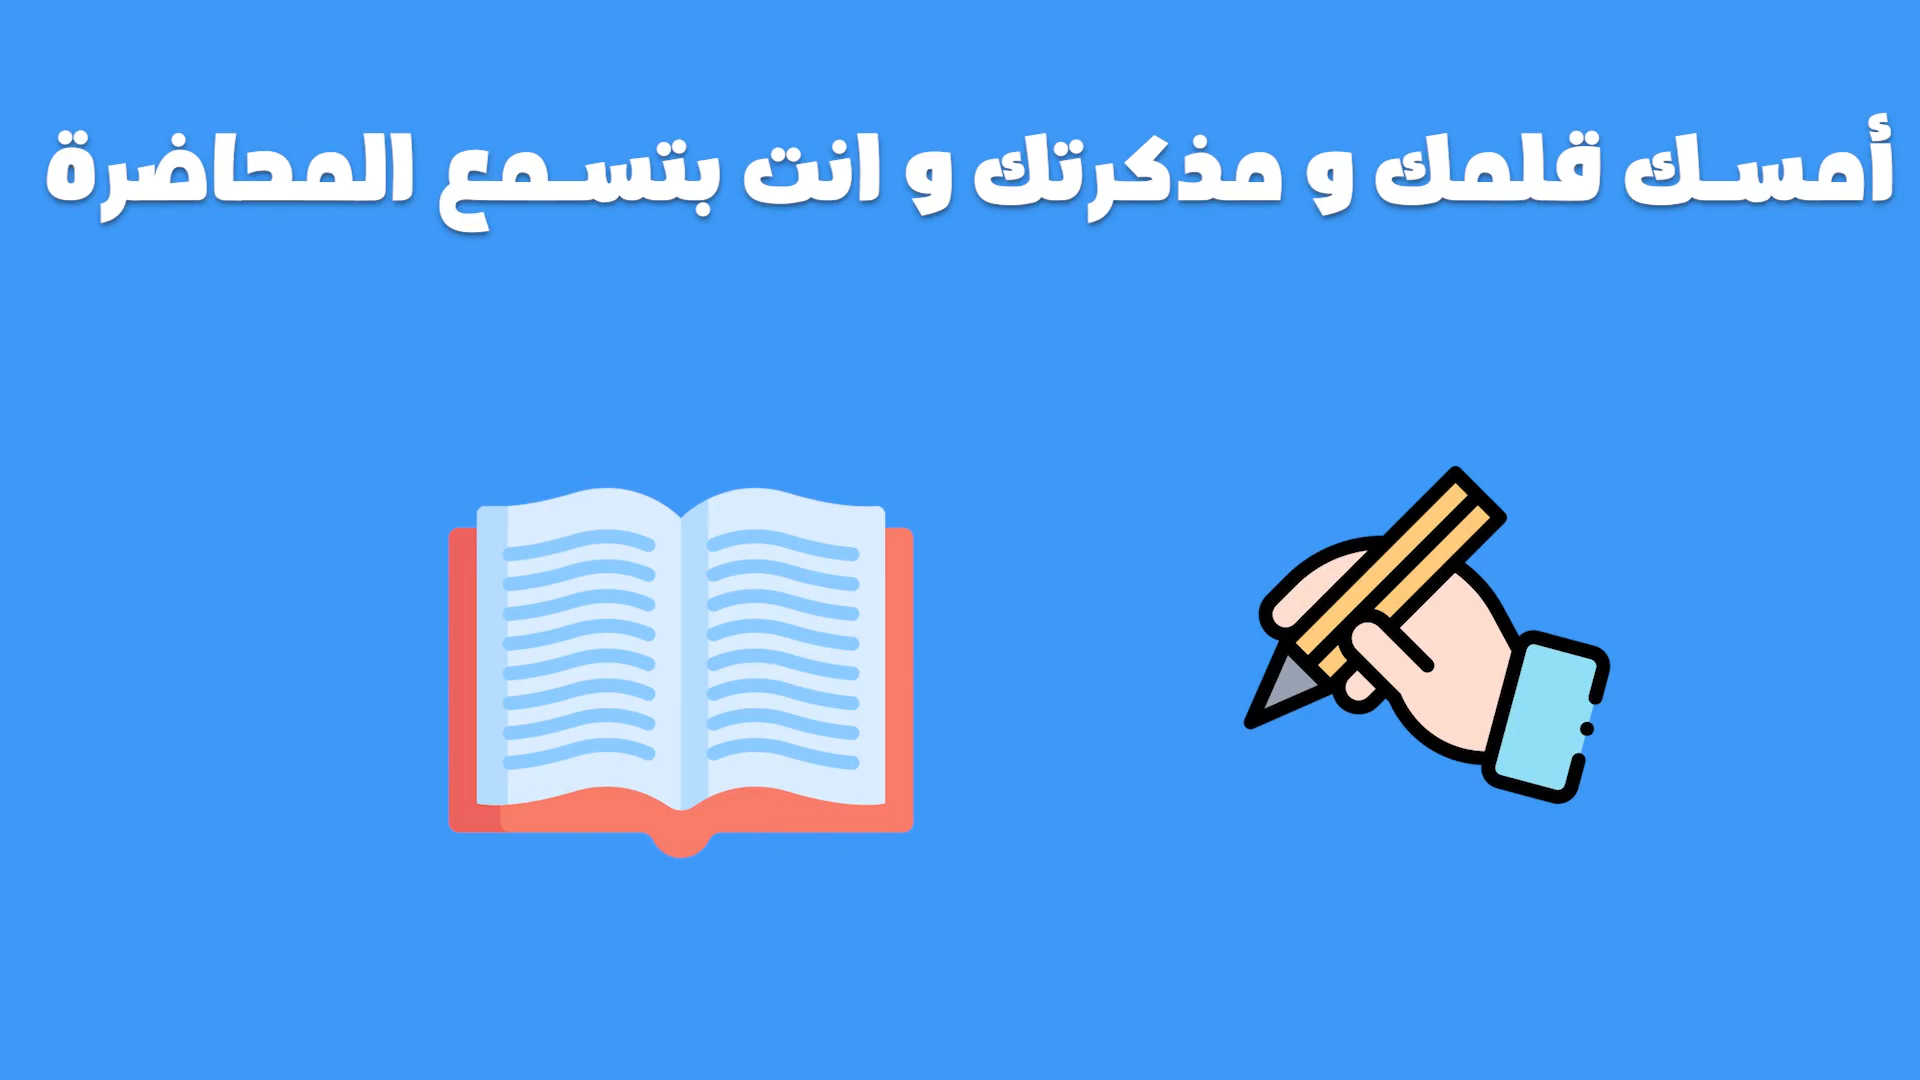 أمسك قلمك و مذكرتك و انت بتسمع المحاضرة